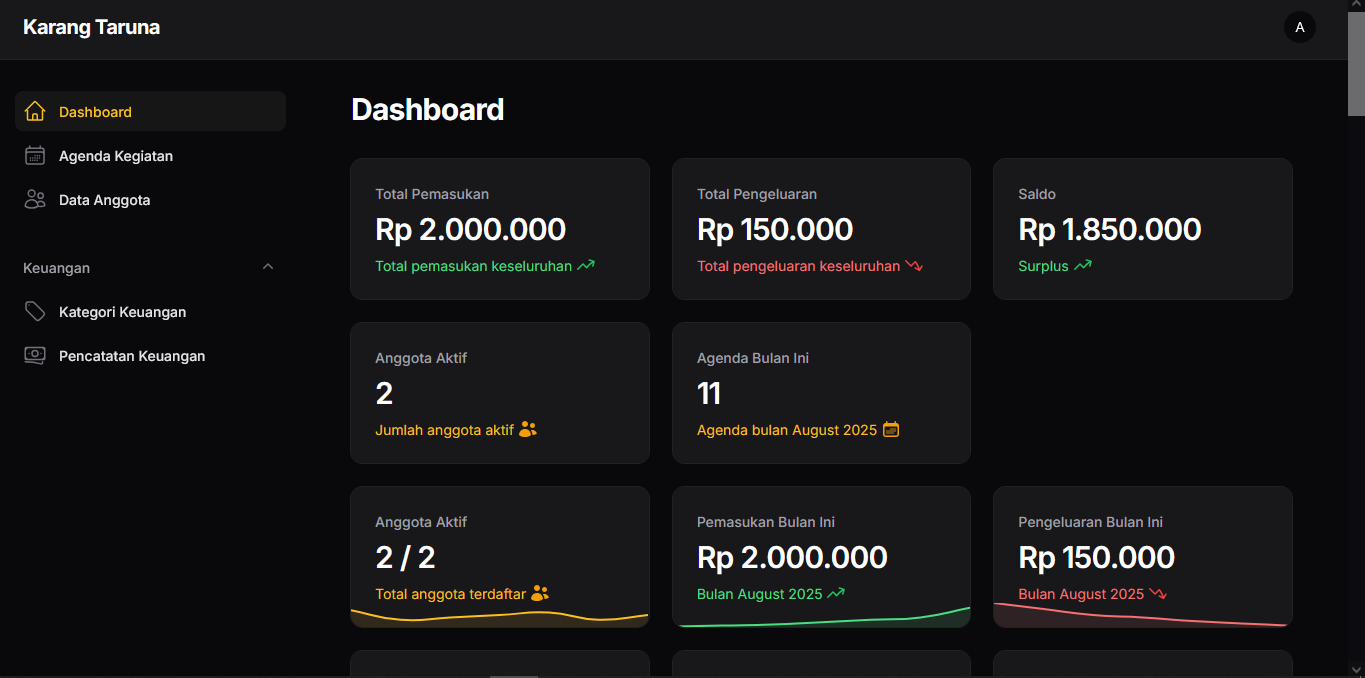 Karang Taruna
A
Dashboard
Agenda Kegiatan
Data Anggota
Keuangan
Kategori Keuangan
Pencatatan Keuangan
Dashboard
Total Pemasukan
Rp 2.000.000
Total pemasukan keseluruhan
Total Pengeluaran
Rp 150.000
Total pengeluaran keseluruhan
Saldo
Rp 1.850.000
Surplus
Anggota Aktif
2
Jumlah anggota aktif
Agenda Bulan Ini
11
Agenda bulan August 2025
Anggota Aktif
2 / 2
Total anggota terdaftar
Pemasukan Bulan Ini
Rp 2.000.000
Bulan August 2025
Pengeluaran Bulan Ini
Rp 150.000
Bulan August 2025